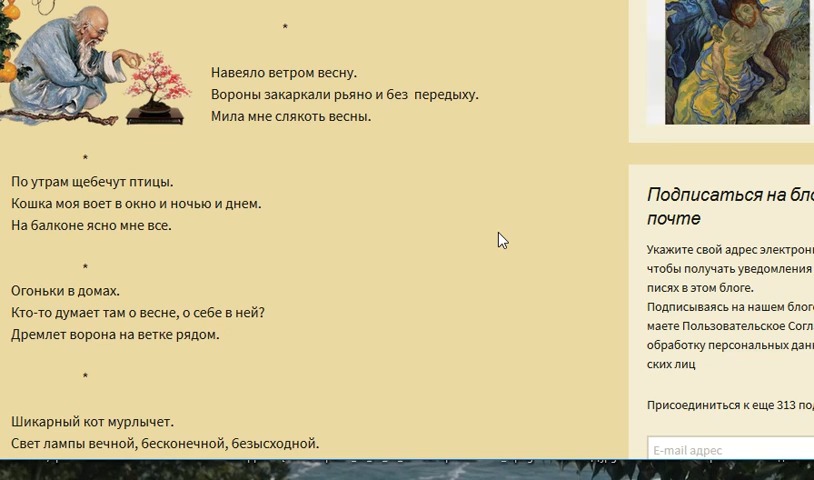 *
Навеяло ветром весну.
Вороны закаркали рьяно и без передыху.
Мила мне слякоть весны.
*
По утрам щебечут птицы.
Кошка моя воет в окно и ночью и днем.
На балконе ясно мне все.
*
Огоньки в домах.
Кто-то думает там о весне, о себе в ней?
Дремлет ворона на ветке рядом.
*
Шикарный кот мурлычет.
Свет лампы вечной, бесконечной, безысходной.
Подписаться на бло
почте
Укажите свой адрес электрон
чтобы получать уведомления
писях в этом блоге.
Подписываясь на нашем блог
маете Пользовательское Согл
обработку персональных дан
ских лиц
Присоединиться к еще 313 под
E-mail адрес